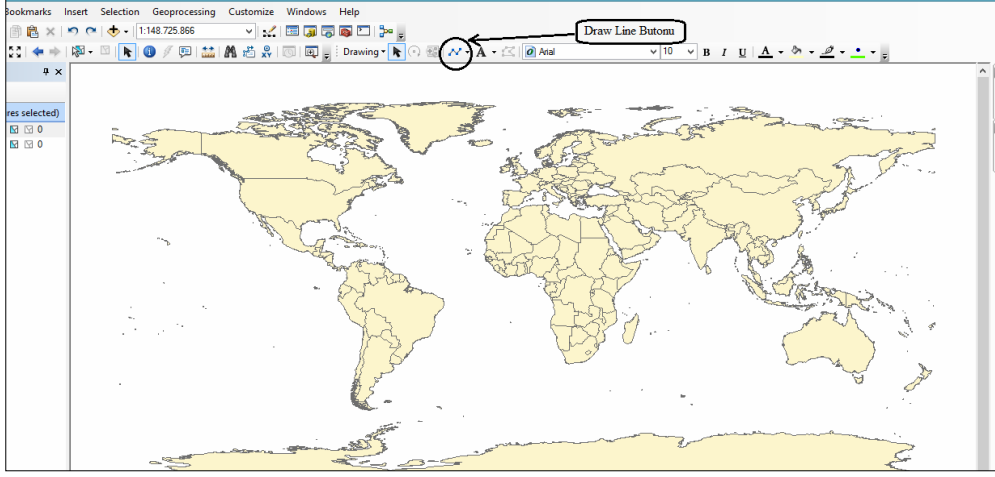 Bookmarks Insert Selection Geoprocessing Customize Windows Help
1:148.725.866
Draw Line Butonu
Drawing A Arial 10 B I U A
res selected)
0
0